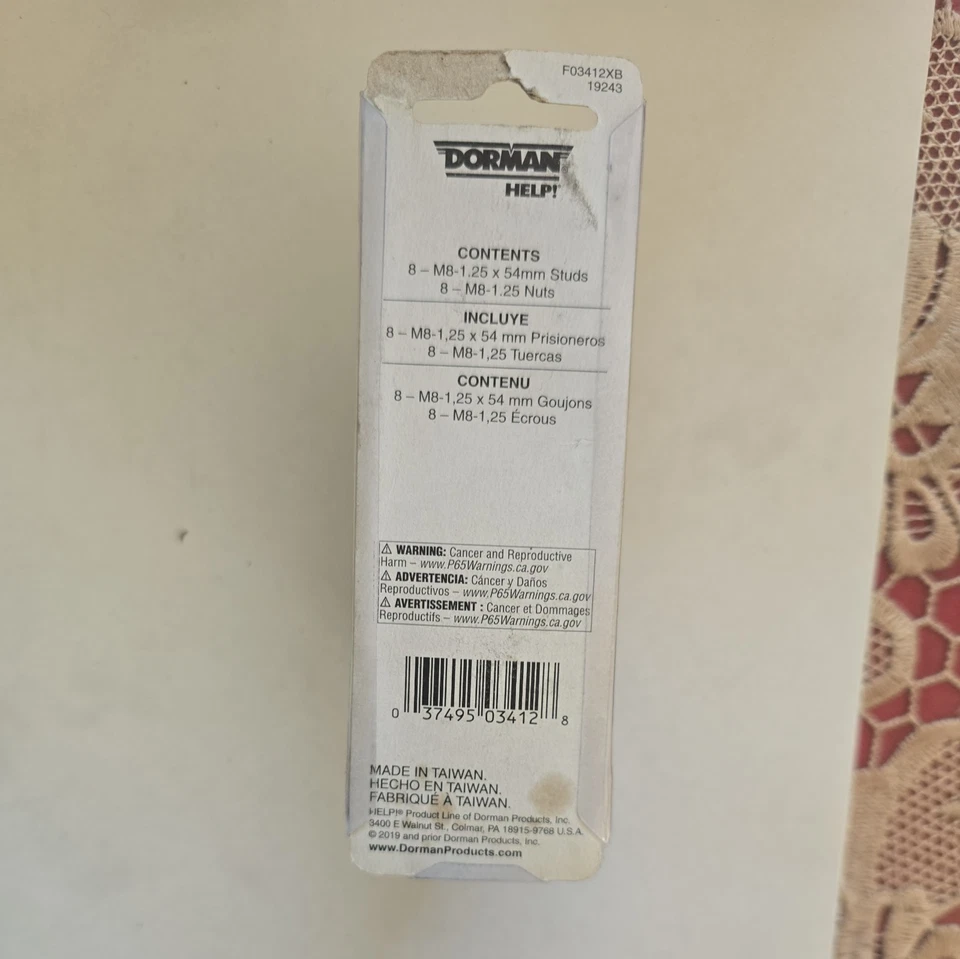 F03412XB
19243
DORMAN
HELP!
CONTENTS
8 – M8-1.25 x 54mm Studs
8 – M8-1.25 Nuts
INCLUYE
8 – M8-1,25 x 54 mm Prisioneros
8 – M8-1,25 Tuercas
CONTENU
8 – M8-1,25 x 54 mm Goujons
8 – M8-1,25 Écrous
⚠ WARNING: Cancer and Reproductive
Harm – www.P65Warnings.ca.gov
⚠ ADVERTENCIA: Cáncer y Daños
Reproductivos – www.P65Warnings.ca.gov
⚠ AVERTISSEMENT : Cancer et Dommages
Reproductifs – www.P65Warnings.ca.gov
0 37495 03412 8
MADE IN TAIWAN.
HECHO EN TAIWAN.
FABRIQUÉ À TAIWAN.
HELP!® Product Line of Dorman Products, Inc.
3400 E Walnut St., Colmar, PA 18915-9768 U.S.A.
© 2019 and prior Dorman Products, Inc.
www.DormanProducts.com